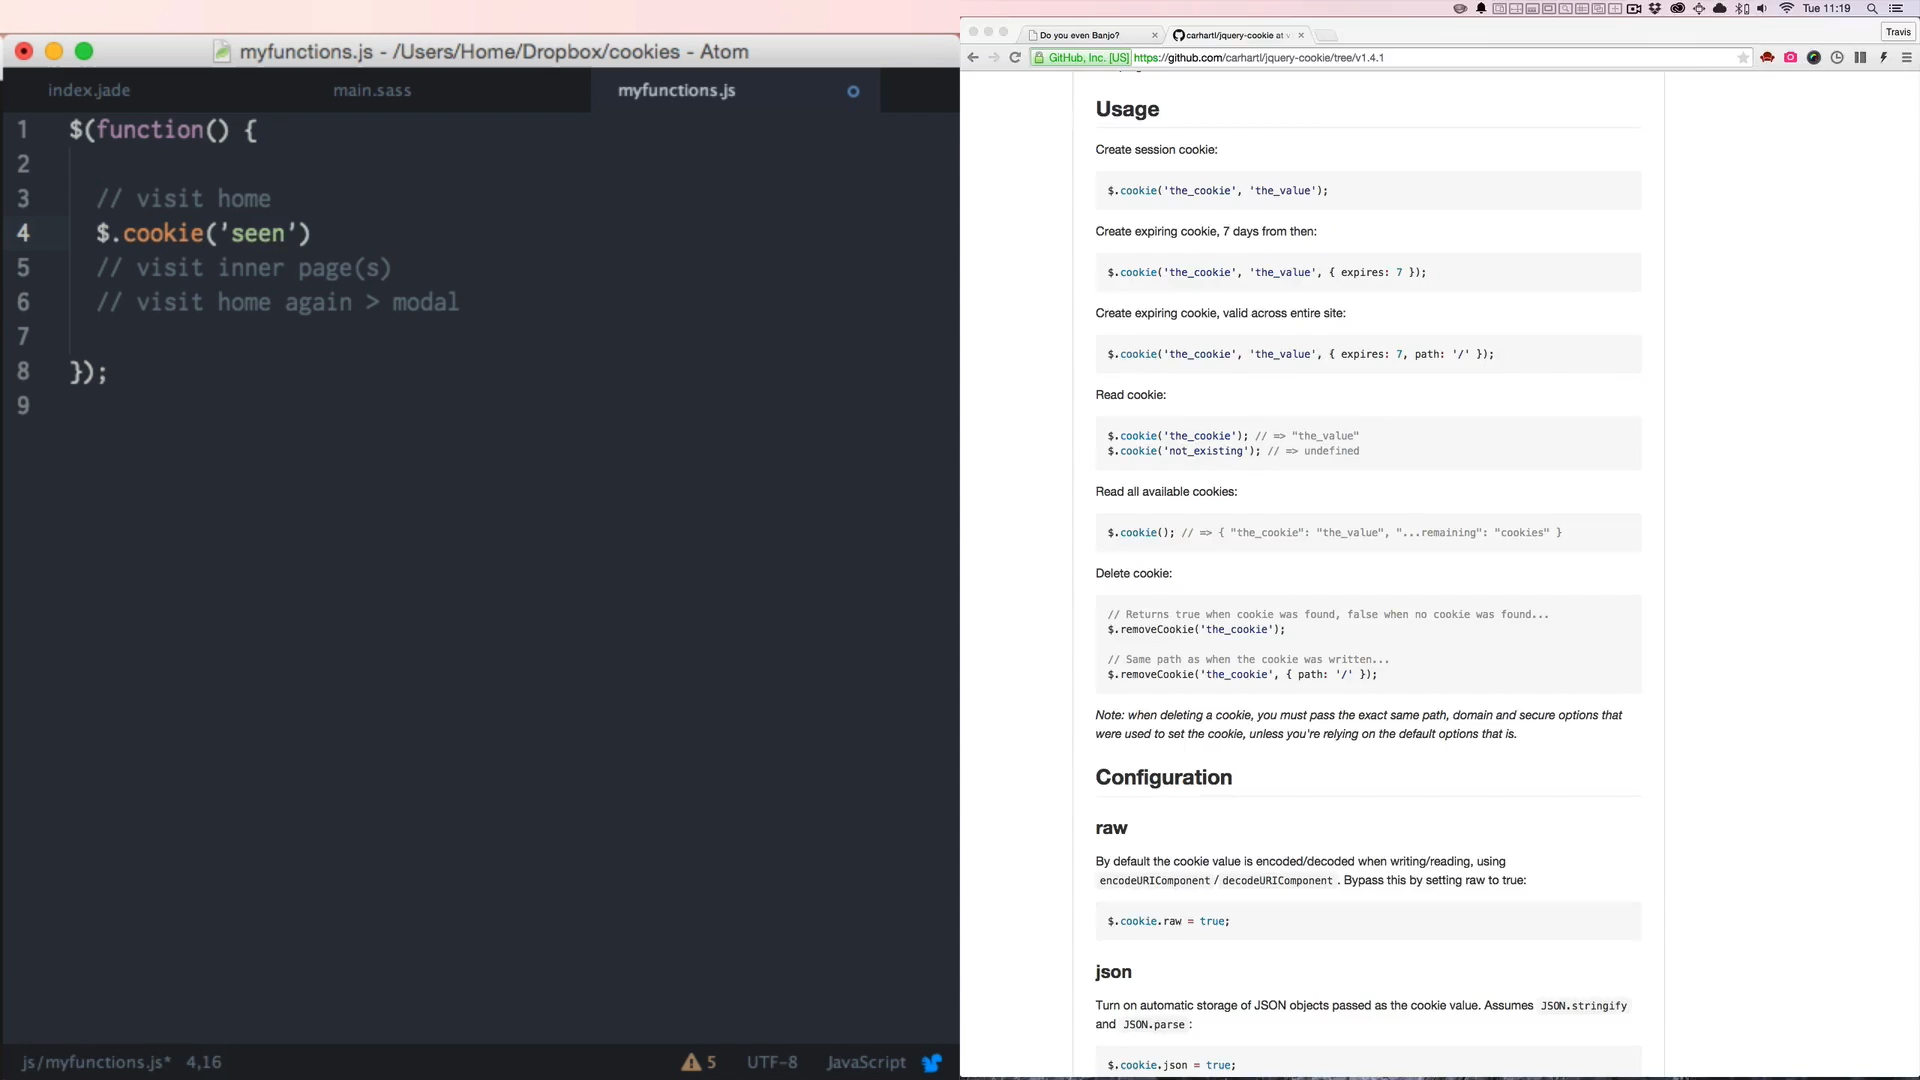 Tue 11:19
myfunctions.js - /Users/Home/Dropbox/cookies - Atom
index.jade main.sass myfunctions.js
1 $(function() {
2
3 // visit home
4 $.cookie('seen')
5 // visit inner page(s)
6 // visit home again > modal
7
8 });
9
js/myfunctions.js* 4,16 5 UTF-8 JavaScript
Do you even Banjo? carhartl/jquery-cookie at v Travis
GitHub, Inc. [US] https://github.com/carhartl/jquery-cookie/tree/v1.4.1
Usage
Create session cookie:
$.cookie('the_cookie', 'the_value');
Create expiring cookie, 7 days from then:
$.cookie('the_cookie', 'the_value', { expires: 7 });
Create expiring cookie, valid across entire site:
$.cookie('the_cookie', 'the_value', { expires: 7, path: '/' });
Read cookie:
$.cookie('the_cookie'); // => "the_value"
$.cookie('not_existing'); // => undefined
Read all available cookies:
$.cookie(); // => { "the_cookie": "the_value", "...remaining": "cookies" }
Delete cookie:
// Returns true when cookie was found, false when no cookie was found...
$.removeCookie('the_cookie');
// Same path as when the cookie was written...
$.removeCookie('the_cookie', { path: '/' });
Note: when deleting a cookie, you must pass the exact same path, domain and secure options that
were used to set the cookie, unless you're relying on the default options that is.
Configuration
raw
By default the cookie value is encoded/decoded when writing/reading, using
encodeURIComponent / decodeURIComponent . Bypass this by setting raw to true:
$.cookie.raw = true;
json
Turn on automatic storage of JSON objects passed as the cookie value. Assumes JSON.stringify
and JSON.parse :
$.cookie.json = true;